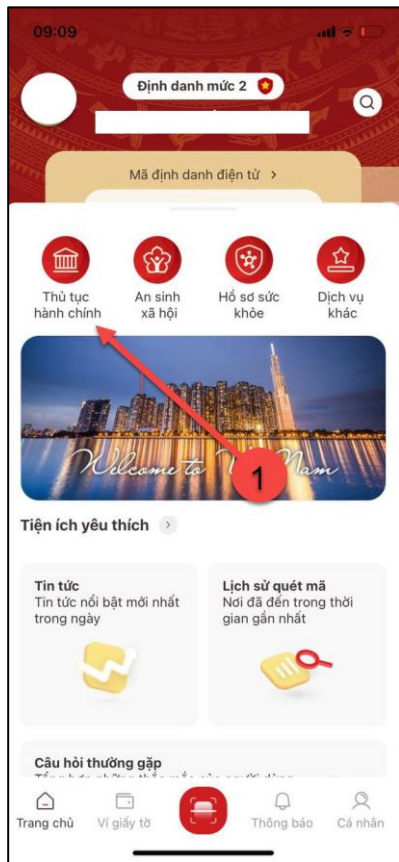 09:09
Định danh mức 2
Mã định danh điện tử >
Thủ tục
hành chính
An sinh
xã hội
Hồ sơ sức
khỏe
Dịch vụ
khác
Welcome to Nam
1
Tiện ích yêu thích >
Tin tức
Tin tức nổi bật mới nhất
trong ngày
Lịch sử quét mã
Nơi đã đến trong thời
gian gần nhất
Câu hỏi thường gặp
Trang chủ
Ví giấy tờ
Thông báo
Cá nhân